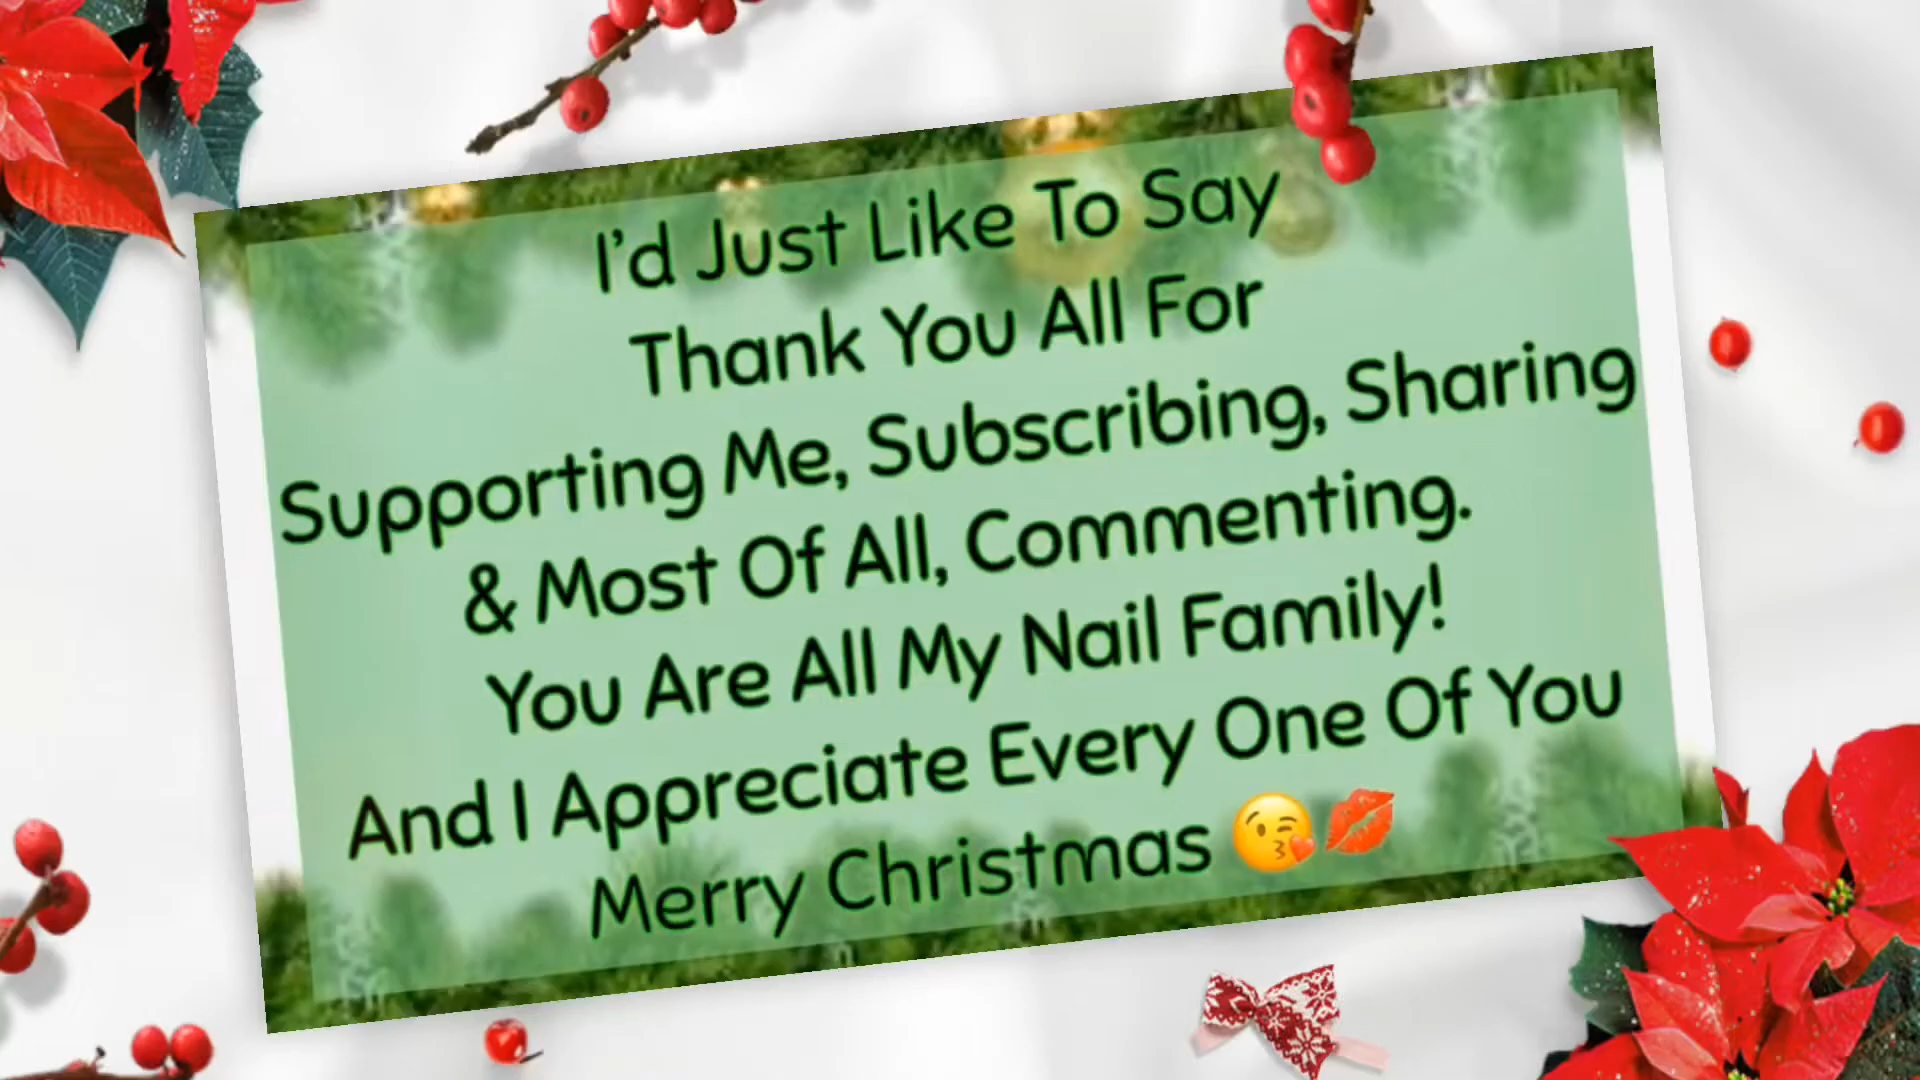 I'd Just Like To Say
Thank You All For
Supporting Me, Subscribing, Sharing
& Most Of All, Commenting.
You Are All My Nail Family!
And I Appreciate Every One Of You
Merry Christmas 😘💋